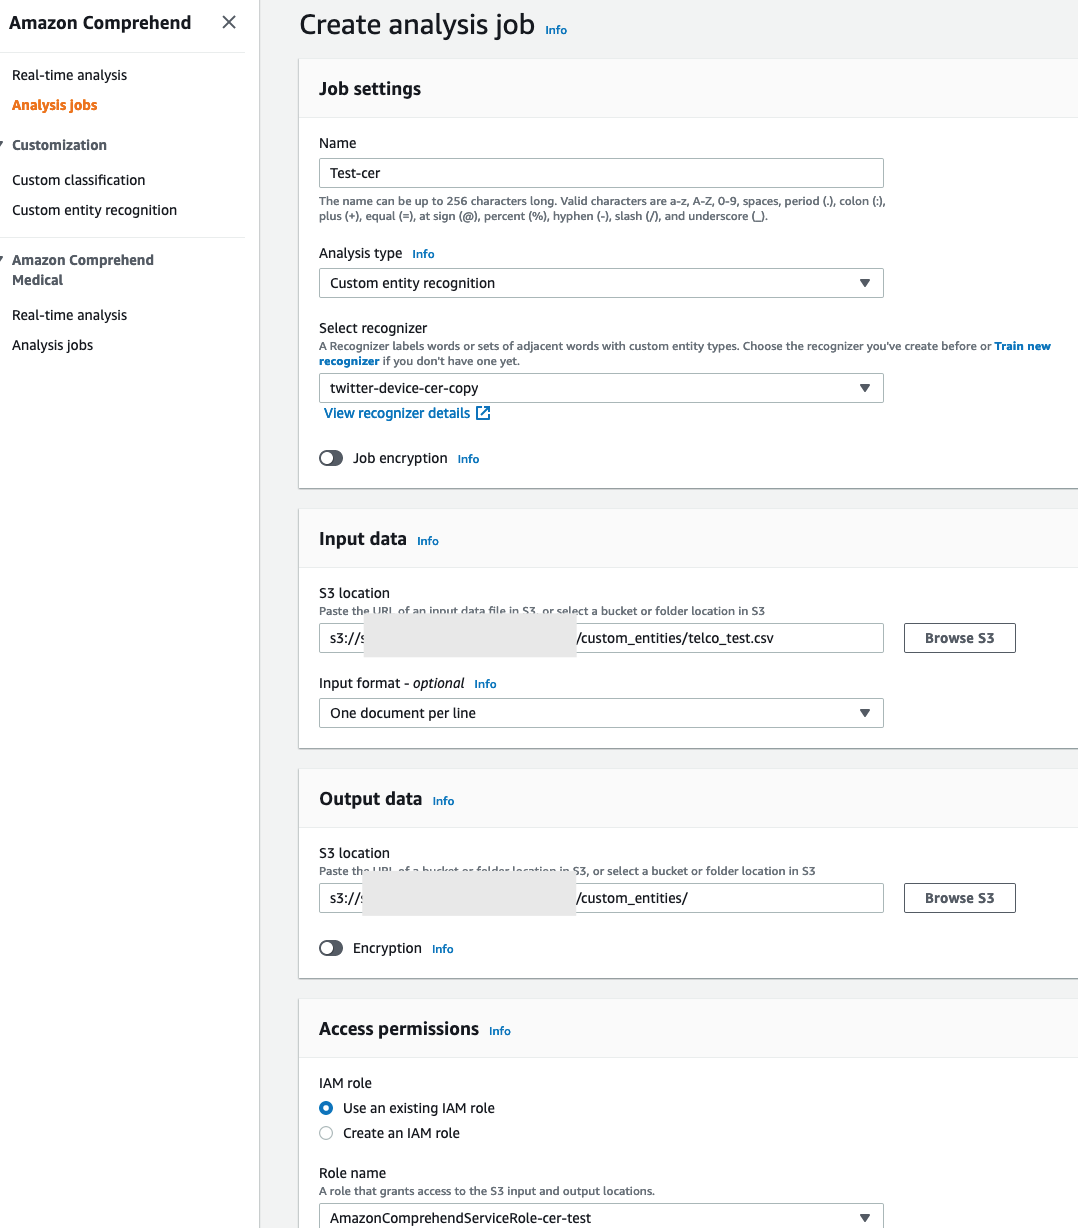 Amazon Comprehend
Real-time analysis
Analysis jobs
Customization
Custom classification
Custom entity recognition
Amazon Comprehend
Medical
Real-time analysis
Analysis jobs
Create analysis job Info
Job settings
Name
Test-cer
The name can be up to 256 characters long. Valid characters are a-z, A-Z, 0-9, spaces, period (.), colon (:),
plus (+), equal (=), at sign (@), percent (%), hyphen (-), slash (/), and underscore (_).
Analysis type Info
Custom entity recognition
Select recognizer
A Recognizer labels words or sets of adjacent words with custom entity types. Choose the recognizer you've create before or Train new
recognizer if you don't have one yet.
twitter-device-cer-copy
View recognizer details
Job encryption Info
Input data Info
S3 location
Paste the URL of an input data file in S3, or select a bucket or folder location in S3
s3://s /custom_entities/telco_test.csv
Browse S3
Input format - optional Info
One document per line
Output data Info
S3 location
Paste the URL of a bucket or folder location in S3, or select a bucket or folder location in S3
s3://s /custom_entities/
Browse S3
Encryption Info
Access permissions Info
IAM role
Use an existing IAM role
Create an IAM role
Role name
A role that grants access to the S3 input and output locations.
AmazonComprehendServiceRole-cer-test